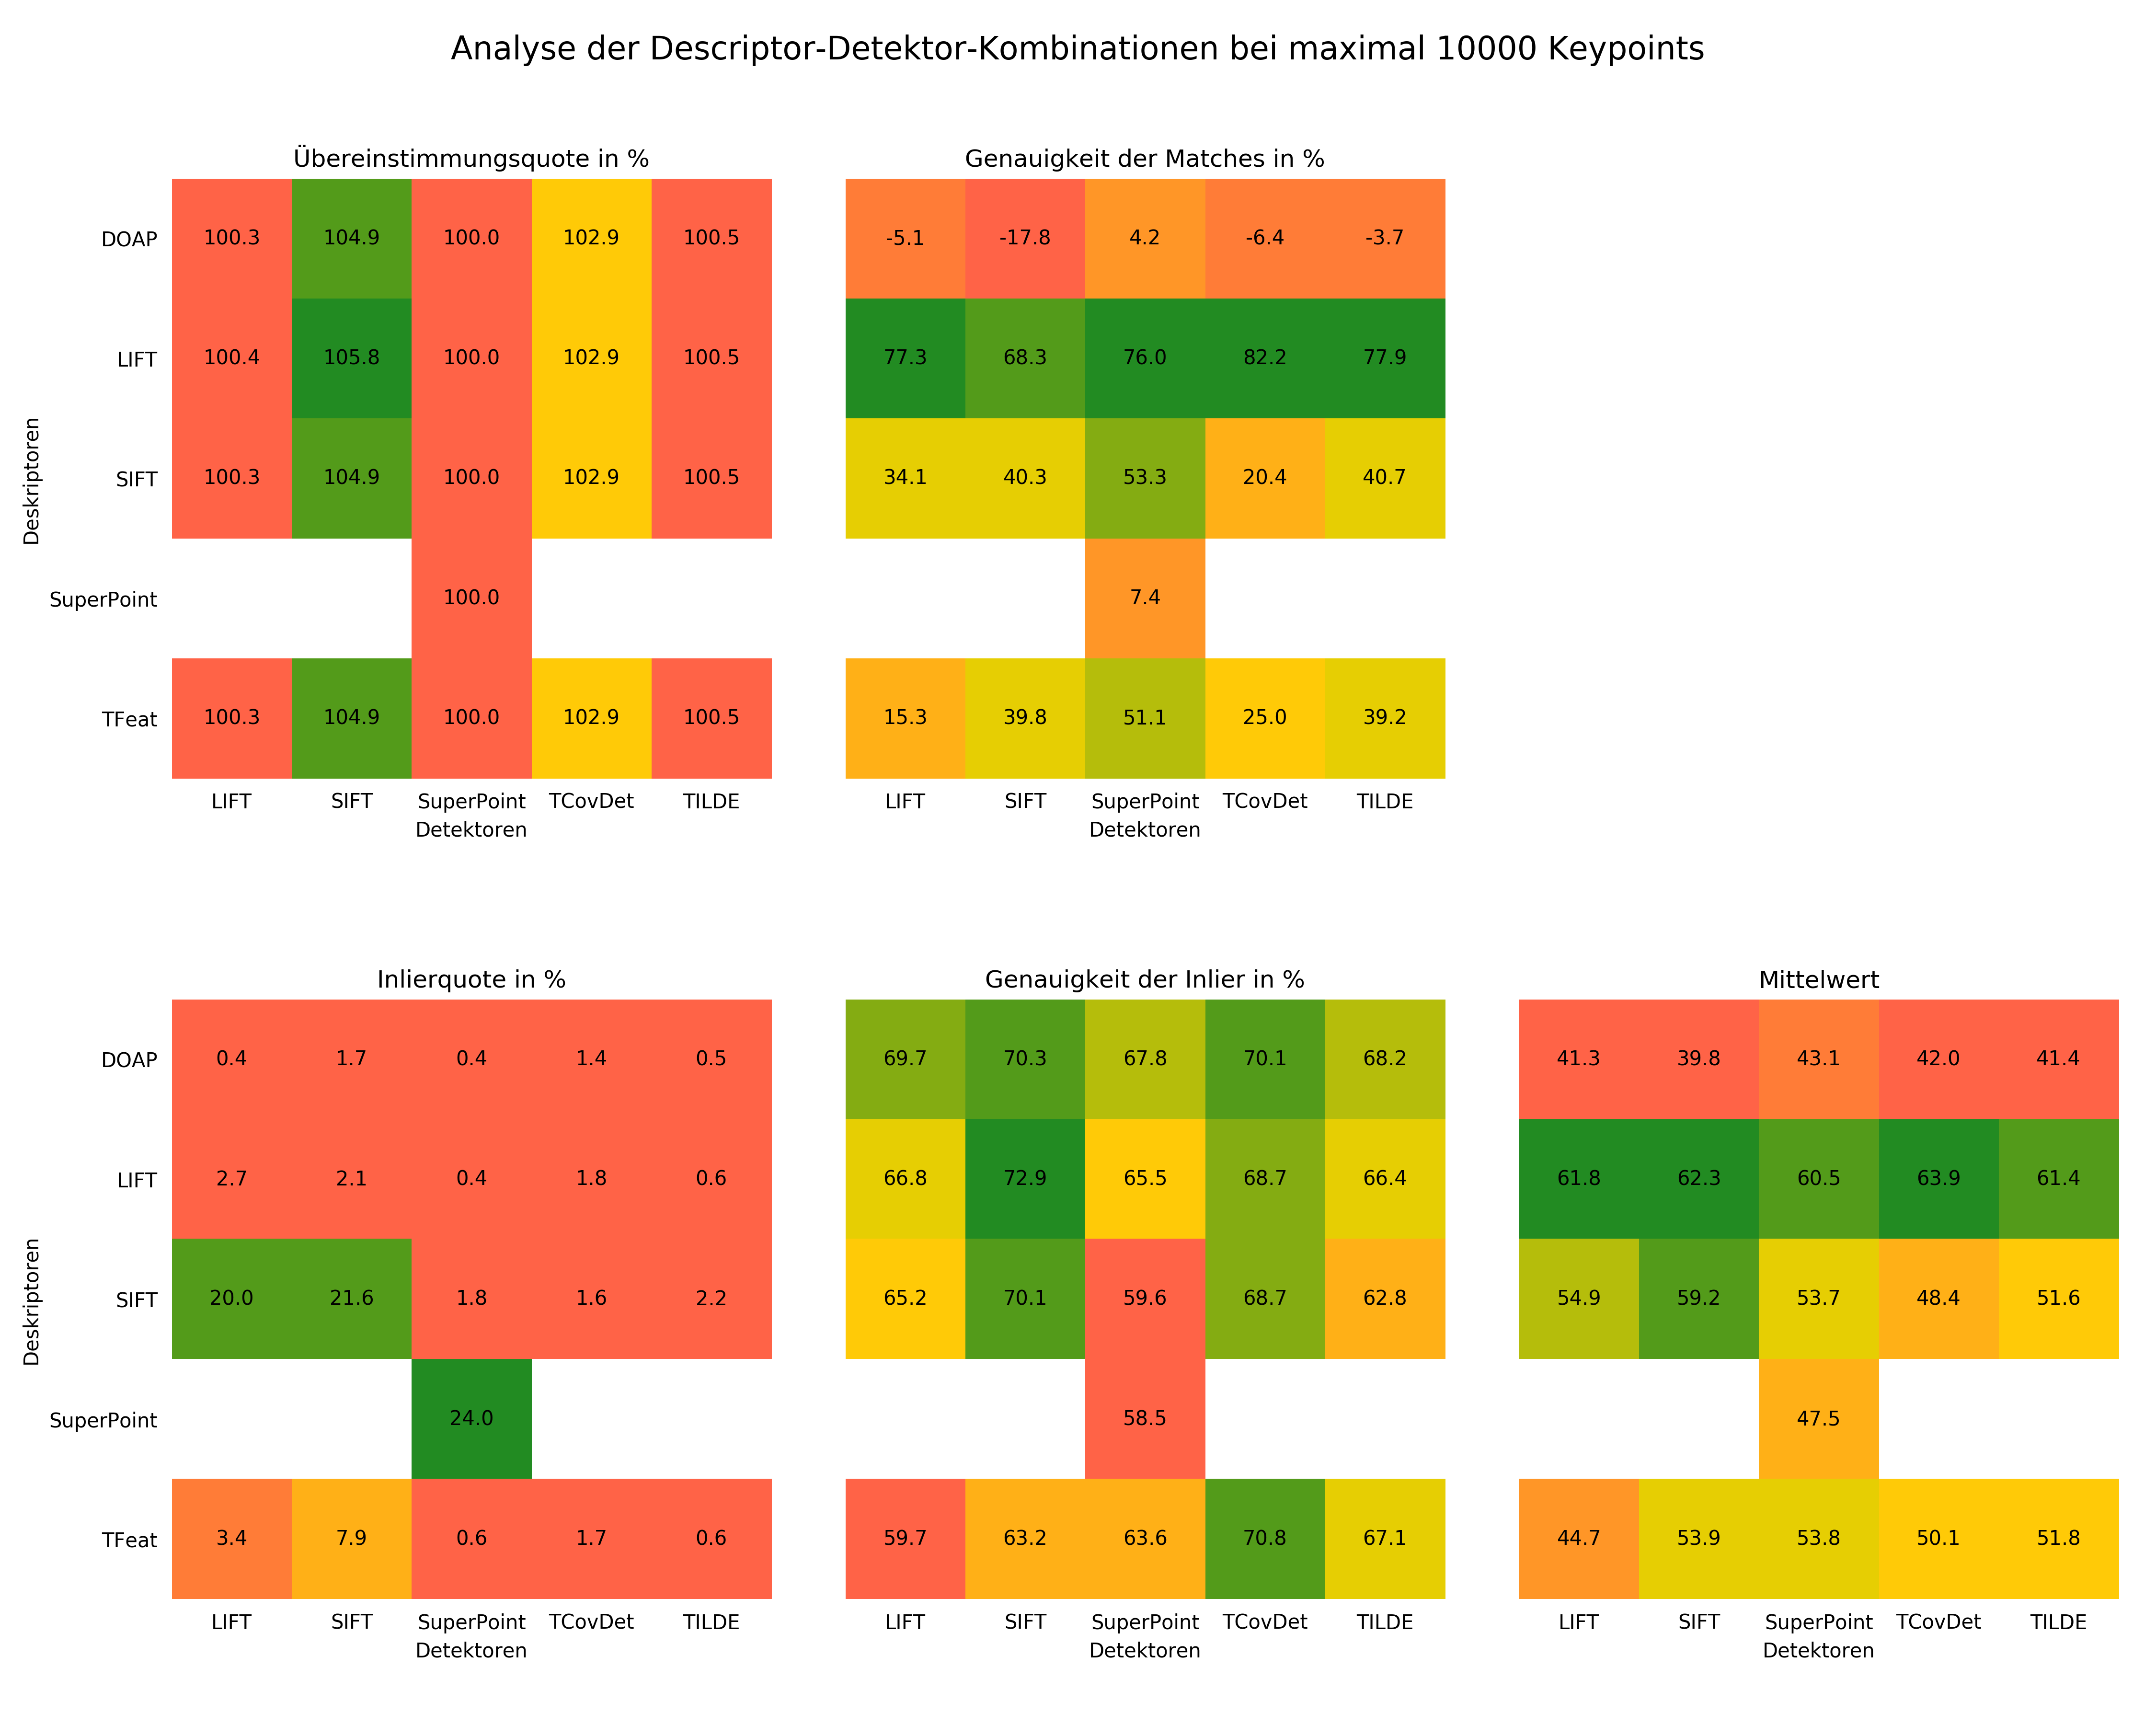 Analyse der Descriptor-Detektor-Kombinationen bei maximal 10000 Keypoints
Übereinstimmungsquote in %
Deskriptoren
DOAP 100.3 104.9 100.0 102.9 100.5
LIFT 100.4 105.8 100.0 102.9 100.5
SIFT 100.3 104.9 100.0 102.9 100.5
SuperPoint 100.0
TFeat 100.3 104.9 100.0 102.9 100.5
LIFT SIFT SuperPoint TCovDet TILDE
Detektoren
Genauigkeit der Matches in %
-5.1 -17.8 4.2 -6.4 -3.7
77.3 68.3 76.0 82.2 77.9
34.1 40.3 53.3 20.4 40.7
7.4
15.3 39.8 51.1 25.0 39.2
LIFT SIFT SuperPoint TCovDet TILDE
Detektoren
Inlierquote in %
Deskriptoren
DOAP 0.4 1.7 0.4 1.4 0.5
LIFT 2.7 2.1 0.4 1.8 0.6
SIFT 20.0 21.6 1.8 1.6 2.2
SuperPoint 24.0
TFeat 3.4 7.9 0.6 1.7 0.6
LIFT SIFT SuperPoint TCovDet TILDE
Detektoren
Genauigkeit der Inlier in %
69.7 70.3 67.8 70.1 68.2
66.8 72.9 65.5 68.7 66.4
65.2 70.1 59.6 68.7 62.8
58.5
59.7 63.2 63.6 70.8 67.1
LIFT SIFT SuperPoint TCovDet TILDE
Detektoren
Mittelwert
41.3 39.8 43.1 42.0 41.4
61.8 62.3 60.5 63.9 61.4
54.9 59.2 53.7 48.4 51.6
47.5
44.7 53.9 53.8 50.1 51.8
LIFT SIFT SuperPoint TCovDet TILDE
Detektoren